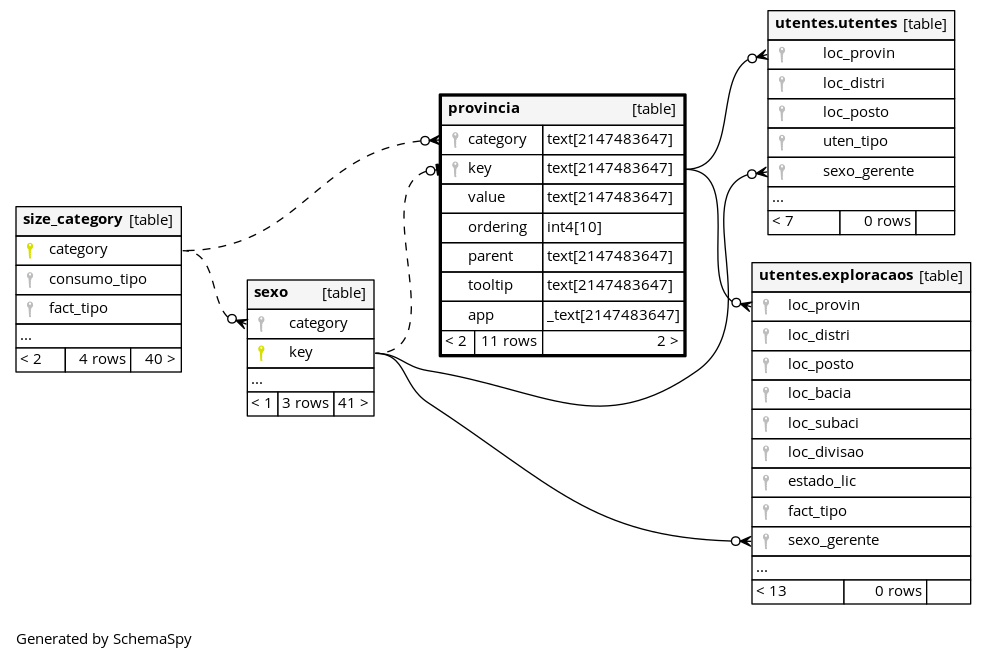 utentes.utentes [table]
loc_provin
loc_distri
loc_posto
uten_tipo
sexo_gerente
...
< 7 0 rows
provincia [table]
category text[2147483647]
key text[2147483647]
value text[2147483647]
ordering int4[10]
parent text[2147483647]
tooltip text[2147483647]
app _text[2147483647]
< 2 11 rows 2 >
size_category [table]
category
consumo_tipo
fact_tipo
...
< 2 4 rows 40 >
sexo [table]
category
key
...
< 1 3 rows 41 >
utentes.exploracaos [table]
loc_provin
loc_distri
loc_posto
loc_bacia
loc_subaci
loc_divisao
estado_lic
fact_tipo
sexo_gerente
...
< 13 0 rows
Generated by SchemaSpy